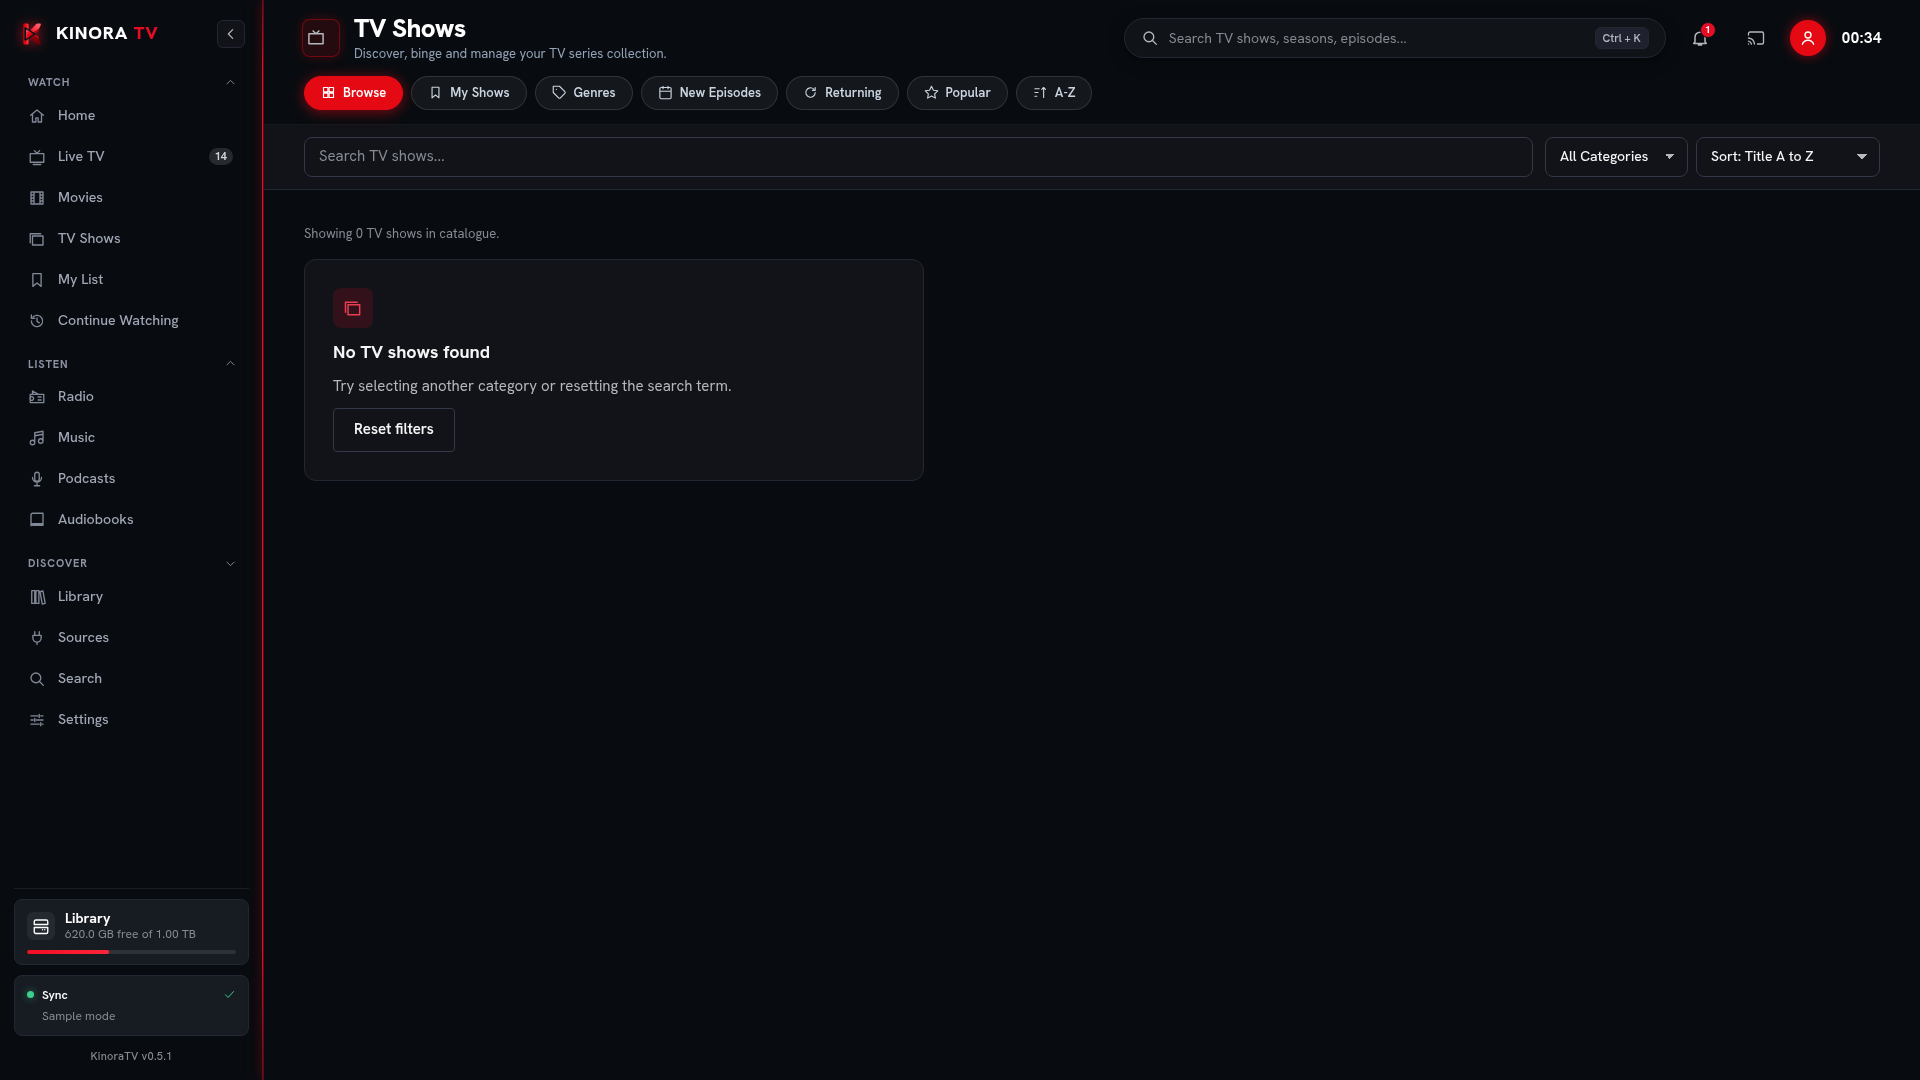 KINORA TV
WATCH
Home
Live TV
14
Movies
TV Shows
My List
Continue Watching
LISTEN
Radio
Music
Podcasts
Audiobooks
DISCOVER
Library
Sources
Search
Settings
Library
620.0 GB free of 1.00 TB
Sync
Sample mode
KinoraTV v0.5.1
TV Shows
Discover, binge and manage your TV series collection.
Search TV shows, seasons, episodes...
Ctrl + K
1
00:34
Browse
My Shows
Genres
New Episodes
Returning
Popular
A-Z
Search TV shows...
All Categories
Sort: Title A to Z
Showing 0 TV shows in catalogue.
No TV shows found
Try selecting another category or resetting the search term.
Reset filters